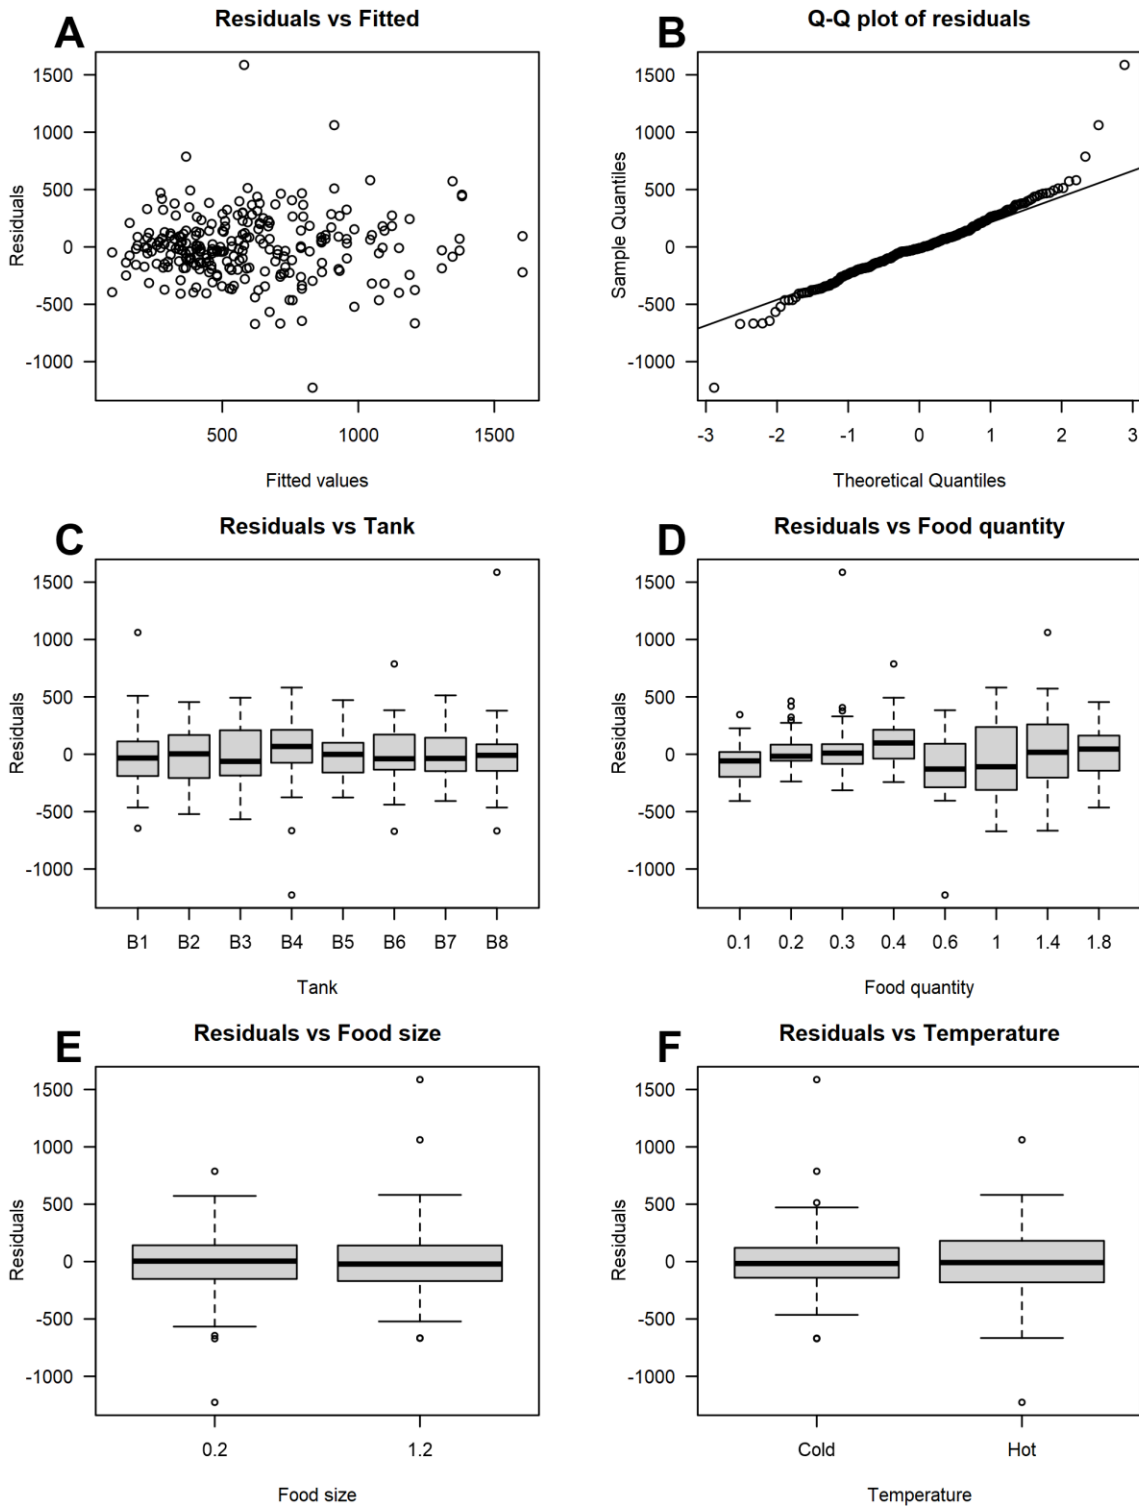 A
Residuals vs Fitted
1500
1000
500
0
-500
-1000
Residuals
500
1000
1500
Fitted values
B
Q-Q plot of residuals
1500
1000
500
0
-500
-1000
Sample Quantiles
-3
-2
-1
0
1
2
3
Theoretical Quantiles
C
Residuals vs Tank
1500
1000
500
0
-500
-1000
Residuals
B1
B2
B3
B4
B5
B6
B7
B8
Tank
D
Residuals vs Food quantity
1500
1000
500
0
-500
-1000
Residuals
0.1
0.2
0.3
0.4
0.6
1
1.4
1.8
Food quantity
E
Residuals vs Food size
1500
1000
500
0
-500
-1000
Residuals
0.2
1.2
Food size
F
Residuals vs Temperature
1500
1000
500
0
-500
-1000
Residuals
Cold
Hot
Temperature